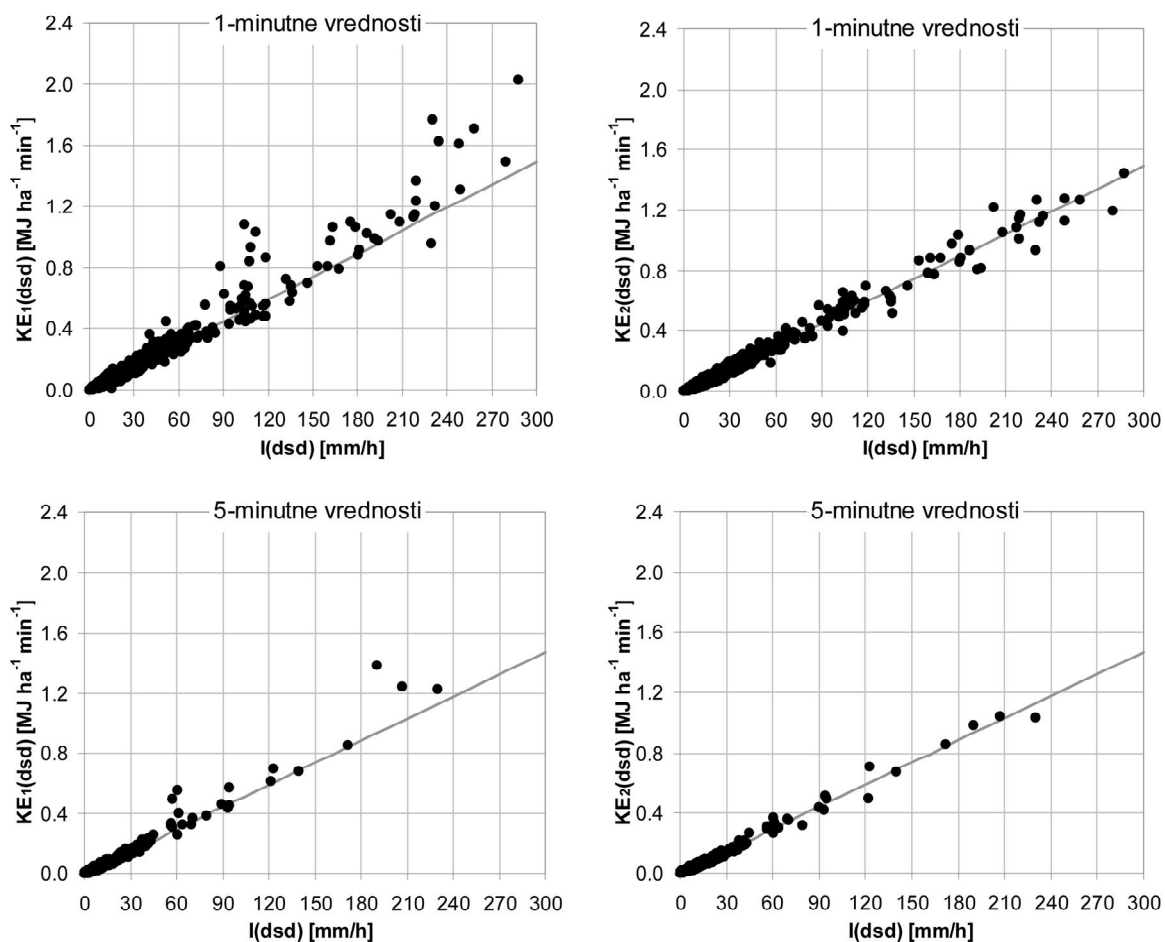 1-minutne vrednosti
KE₁(dsd) [MJ ha⁻¹ min⁻¹]
2.4
2.0
1.6
1.2
0.8
0.4
0.0
0 30 60 90 120 150 180 210 240 270 300
I(dsd) [mm/h]
1-minutne vrednosti
KE₂(dsd) [MJ ha⁻¹ min⁻¹]
2.4
2.0
1.6
1.2
0.8
0.4
0.0
0 30 60 90 120 150 180 210 240 270 300
I(dsd) [mm/h]
5-minutne vrednosti
KE₁(dsd) [MJ ha⁻¹ min⁻¹]
2.4
2.0
1.6
1.2
0.8
0.4
0.0
0 30 60 90 120 150 180 210 240 270 300
I(dsd) [mm/h]
5-minutne vrednosti
KE₂(dsd) [MJ ha⁻¹ min⁻¹]
2.4
2.0
1.6
1.2
0.8
0.4
0.0
0 30 60 90 120 150 180 210 240 270 300
I(dsd) [mm/h]